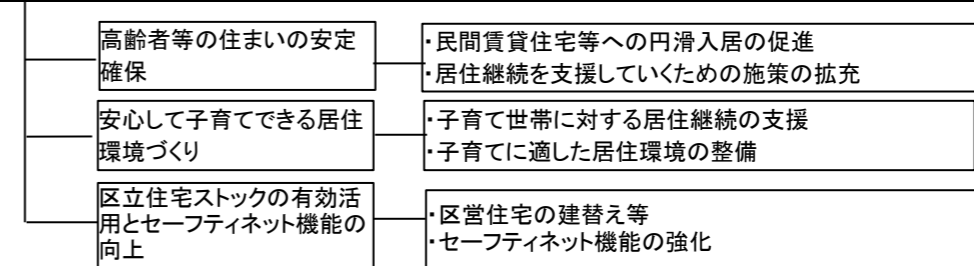 高齢者等の住まいの安定
確保
・民間賃貸住宅等への円滑入居の促進
・居住継続を支援していくための施策の拡充
安心して子育てできる居住
環境づくり
・子育て世帯に対する居住継続の支援
・子育てに適した居住環境の整備
区立住宅ストックの有効活
用とセーフティネット機能の
向上
・区営住宅の建替え等
・セーフティネット機能の強化